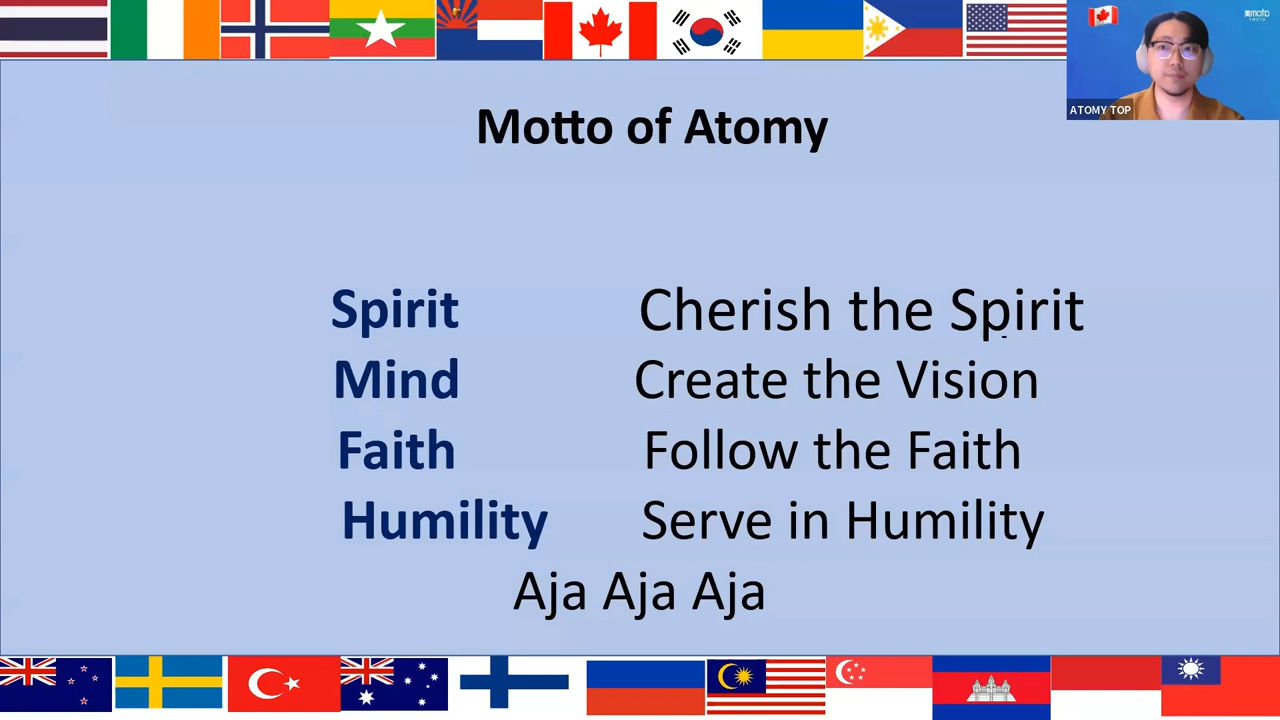 ATOMY TOP
Motto of Atomy
Spirit Cherish the Spirit
Mind Create the Vision
Faith Follow the Faith
Humility Serve in Humility
Aja Aja Aja